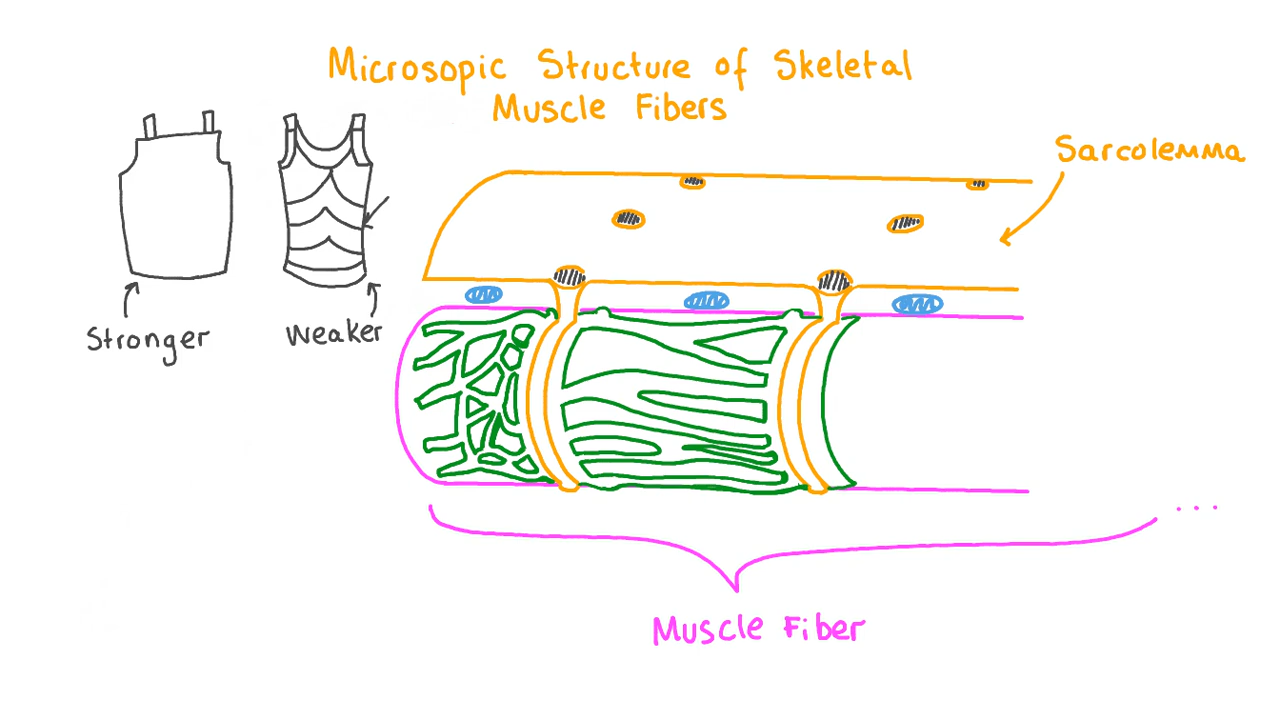 Microsopic Structure of Skeletal
Muscle Fibers
Sarcolemma
Stronger
Weaker
Muscle Fiber
...